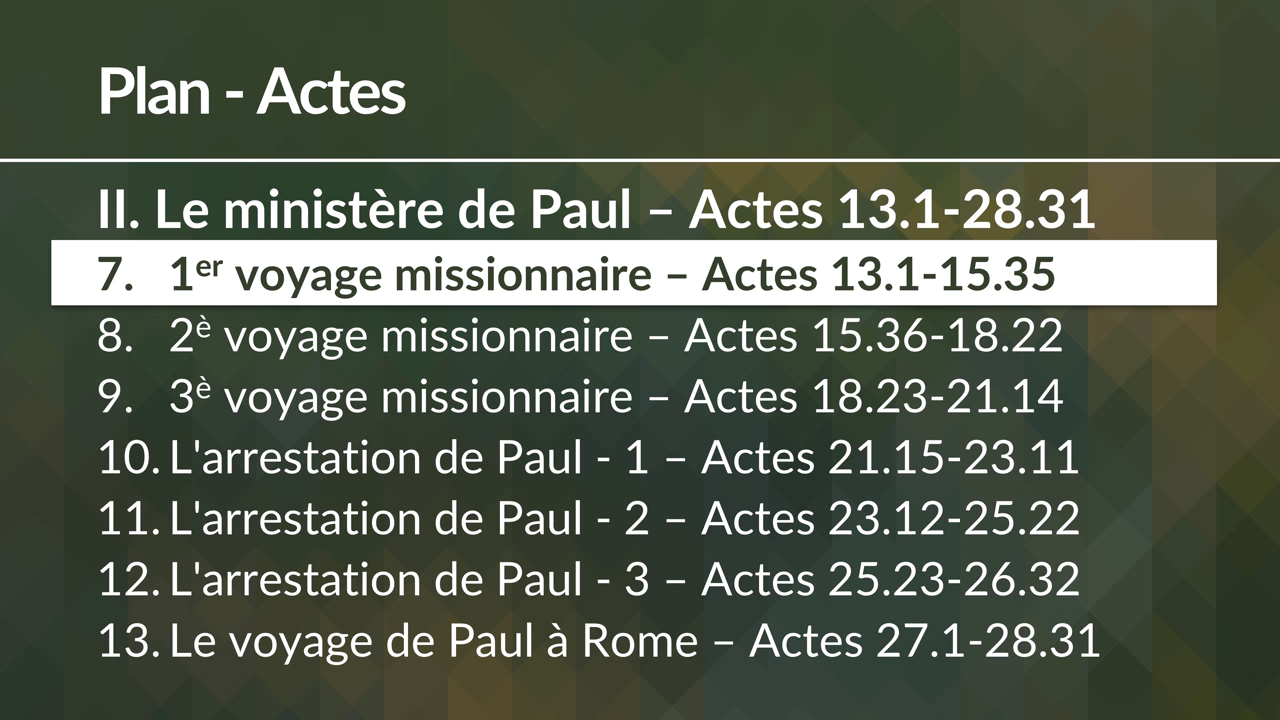 Plan - Actes
II. Le ministère de Paul – Actes 13.1-28.31
7. 1er voyage missionnaire – Actes 13.1-15.35
8. 2è voyage missionnaire – Actes 15.36-18.22
9. 3è voyage missionnaire – Actes 18.23-21.14
10. L'arrestation de Paul - 1 – Actes 21.15-23.11
11. L'arrestation de Paul - 2 – Actes 23.12-25.22
12. L'arrestation de Paul - 3 – Actes 25.23-26.32
13. Le voyage de Paul à Rome – Actes 27.1-28.31